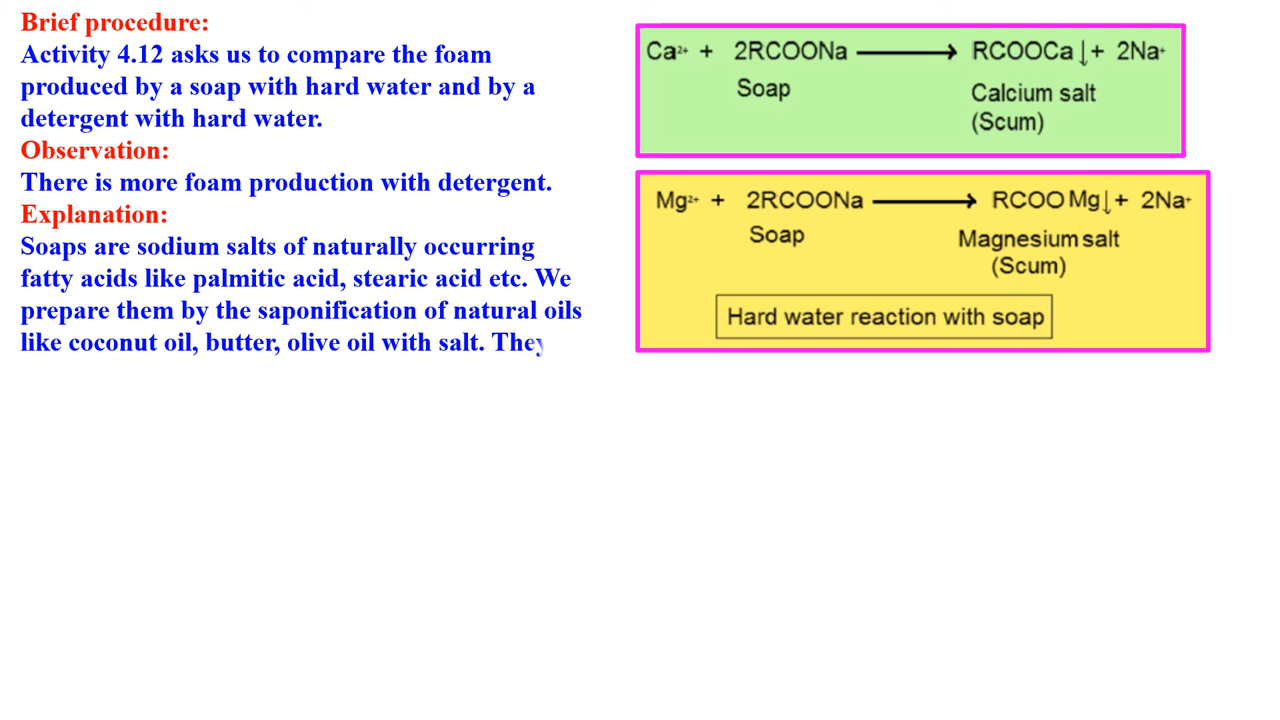 Brief procedure:
Activity 4.12 asks us to compare the foam
produced by a soap with hard water and by a
detergent with hard water.
Observation:
There is more foam production with detergent.
Explanation:
Soaps are sodium salts of naturally occurring
fatty acids like palmitic acid, stearic acid etc. We
prepare them by the saponification of natural oils
like coconut oil, butter, olive oil with salt. They
Ca²⁺ + 2RCOONa ⟶ RCOOCa↓ + 2Na⁺
Soap Calcium salt
(Scum)
Mg²⁺ + 2RCOONa ⟶ RCOO Mg↓ + 2Na⁺
Soap Magnesium salt
(Scum)
Hard water reaction with soap